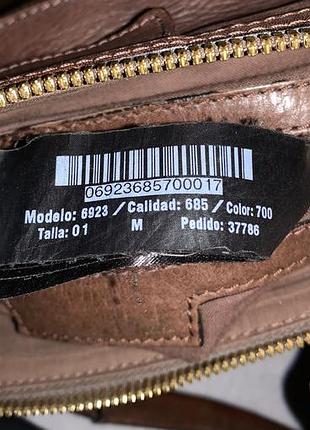 06923685700017
Modelo: 6923 / Calidad: 685 / Color: 700
Talla: 01 M Pedido: 37786